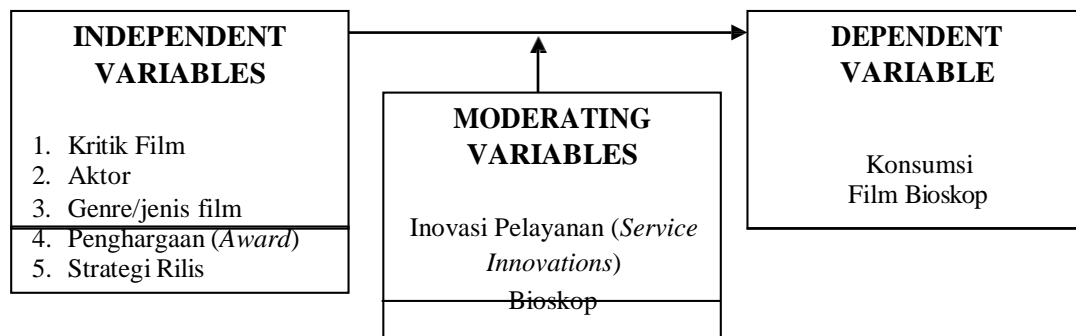 INDEPENDENT
VARIABLES
1. Kritik Film
2. Aktor
3. Genre/jenis film
4. Penghargaan (Award)
5. Strategi Rilis
MODERATING
VARIABLES
Inovasi Pelayanan (Service
Innovations)
Bioskop
DEPENDENT
VARIABLE
Konsumsi
Film Bioskop